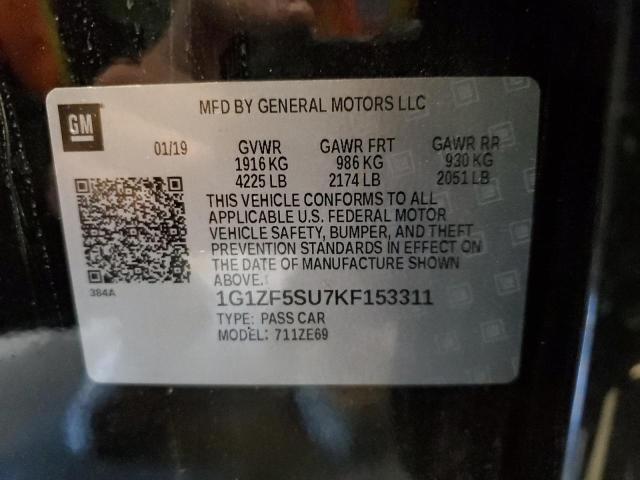 MFD BY GENERAL MOTORS LLC
GM
01/19 GVWR GAWR FRT GAWR RR
1916 KG 986 KG 930 KG
4225 LB 2174 LB 2051 LB
THIS VEHICLE CONFORMS TO ALL
APPLICABLE U.S. FEDERAL MOTOR
VEHICLE SAFETY, BUMPER, AND THEFT
PREVENTION STANDARDS IN EFFECT ON
THE DATE OF MANUFACTURE SHOWN
ABOVE.
384A
1G1ZF5SU7KF153311
TYPE: PASS CAR
MODEL: 711ZE69